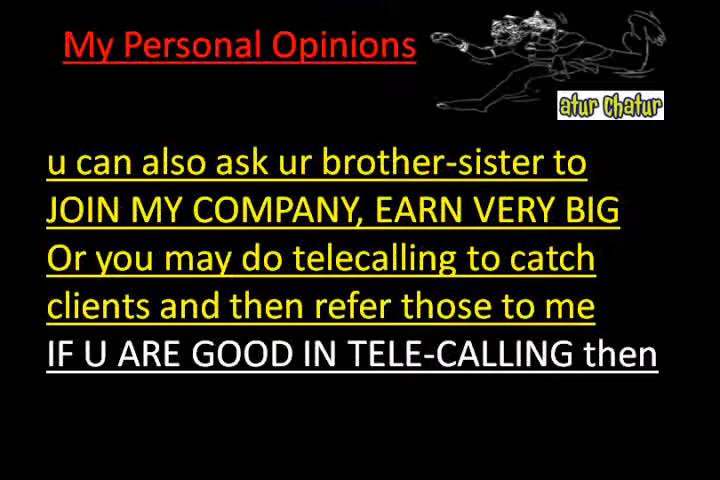 My Personal Opinions
atur chatur
u can also ask ur brother-sister to
JOIN MY COMPANY, EARN VERY BIG
Or you may do telecalling to catch
clients and then refer those to me
IF U ARE GOOD IN TELE-CALLING then